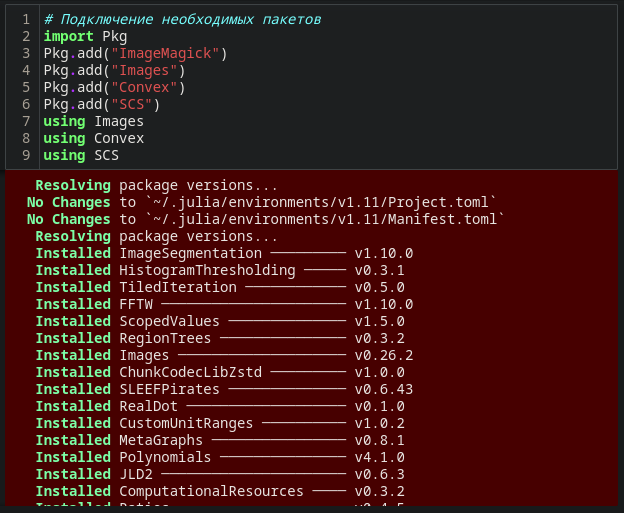 1 # Подключение необходимых пакетов
2 import Pkg
3 Pkg.add("ImageMagick")
4 Pkg.add("Images")
5 Pkg.add("Convex")
6 Pkg.add("SCS")
7 using Images
8 using Convex
9 using SCS
Resolving package versions...
No Changes to `~/.julia/environments/v1.11/Project.toml`
No Changes to `~/.julia/environments/v1.11/Manifest.toml`
Resolving package versions...
Installed ImageSegmentation ───────── v1.10.0
Installed HistogramThresholding ───── v0.3.1
Installed TiledIteration ──────────── v0.5.0
Installed FFTW ────────────────────── v1.10.0
Installed ScopedValues ────────────── v1.5.0
Installed RegionTrees ─────────────── v0.3.2
Installed Images ──────────────────── v0.26.2
Installed ChunkCodecLibZstd ───────── v1.0.0
Installed SLEEFPirates ────────────── v0.6.43
Installed RealDot ─────────────────── v0.1.0
Installed CustomUnitRanges ────────── v1.0.2
Installed MetaGraphs ──────────────── v0.8.1
Installed Polynomials ─────────────── v4.1.0
Installed JLD2 ────────────────────── v0.6.3
Installed ComputationalResources ──── v0.3.2
Installed